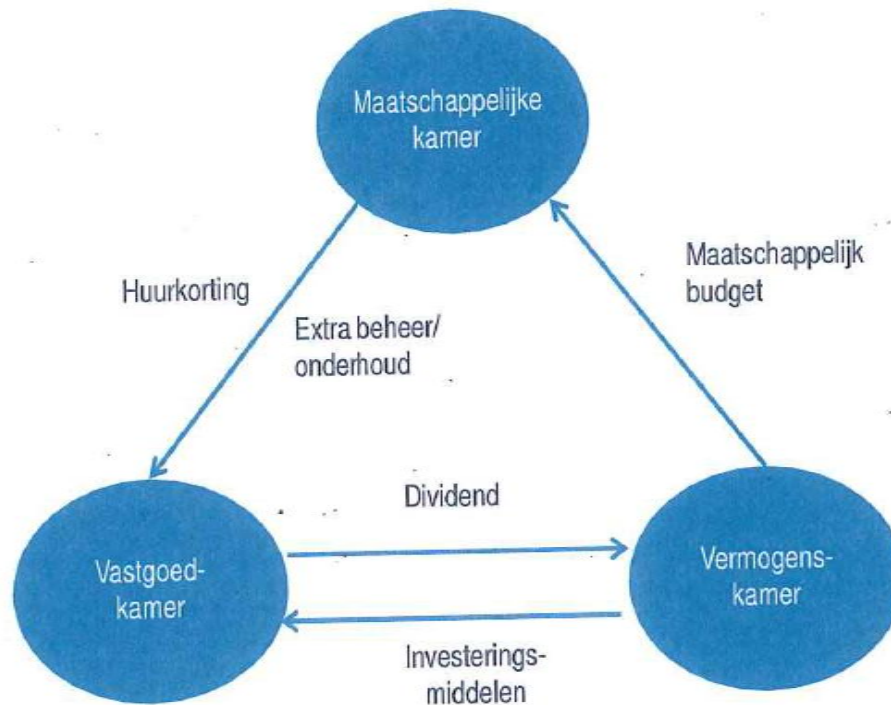 Maatschappelijke
kamer
Huurkorting
Maatschappelijk
budget
Extra beheer/
onderhoud
Dividend
Vastgoed-
kamer
Vermogens-
kamer
Investerings-
middelen